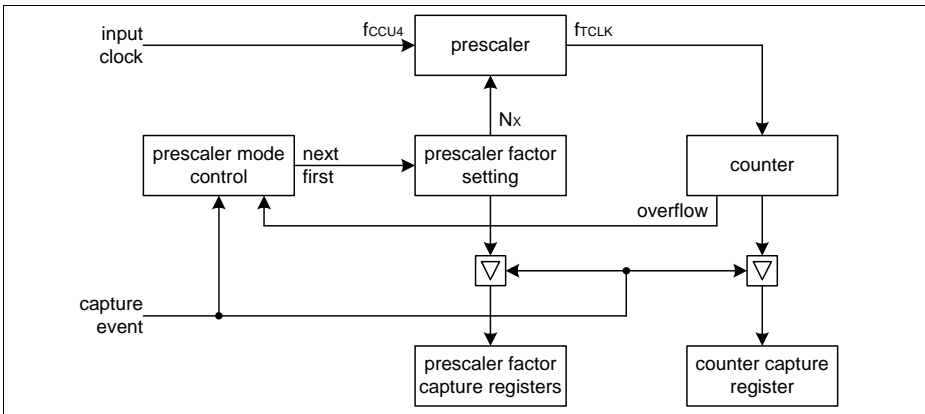 input
clock
fCCU4
prescaler
fTCLK
NX
prescaler mode
control
next
first
prescaler factor
setting
counter
overflow
capture
event
prescaler factor
capture registers
counter capture
register